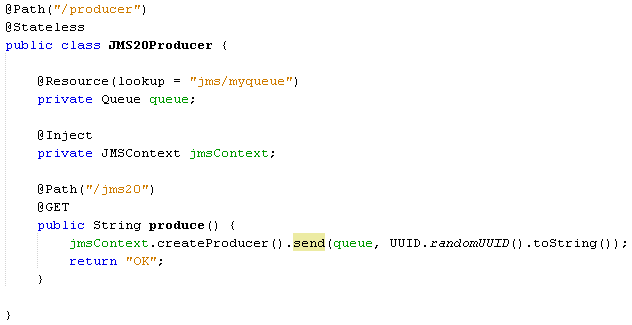 @Path("/producer")
@Stateless
public class JMS20Producer {
@Resource(lookup = "jms/myqueue")
private Queue queue;
@Inject
private JMSContext jmsContext;
@Path("/jms20")
@GET
public String produce() {
jmsContext.createProducer().send(queue, UUID.randomUUID().toString());
return "OK";
}
}